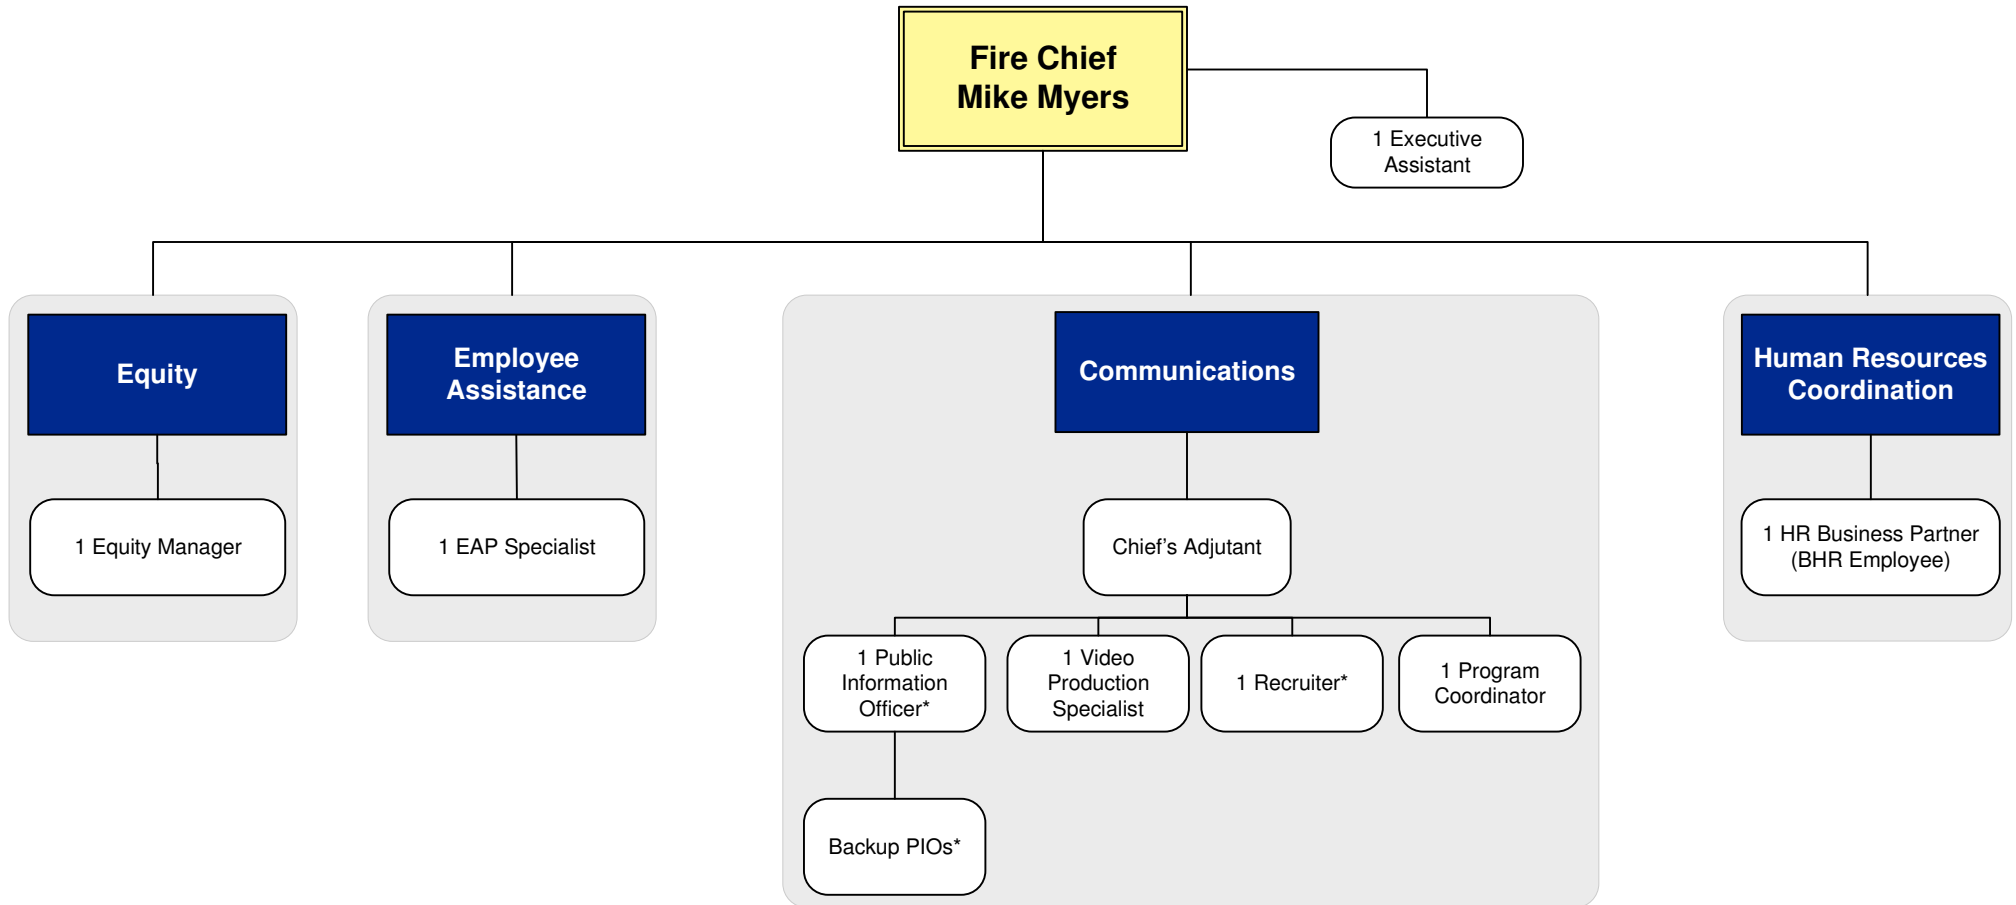 Fire Chief
Mike Myers
1 Executive
Assistant
Equity
Employee
Assistance
Communications
Human Resources
Coordination
1 Equity Manager
1 EAP Specialist
Chief’s Adjutant
1 HR Business Partner
(BHR Employee)
1 Public
Information
Officer*
1 Video
Production
Specialist
1 Recruiter*
1 Program
Coordinator
Backup PIOs*